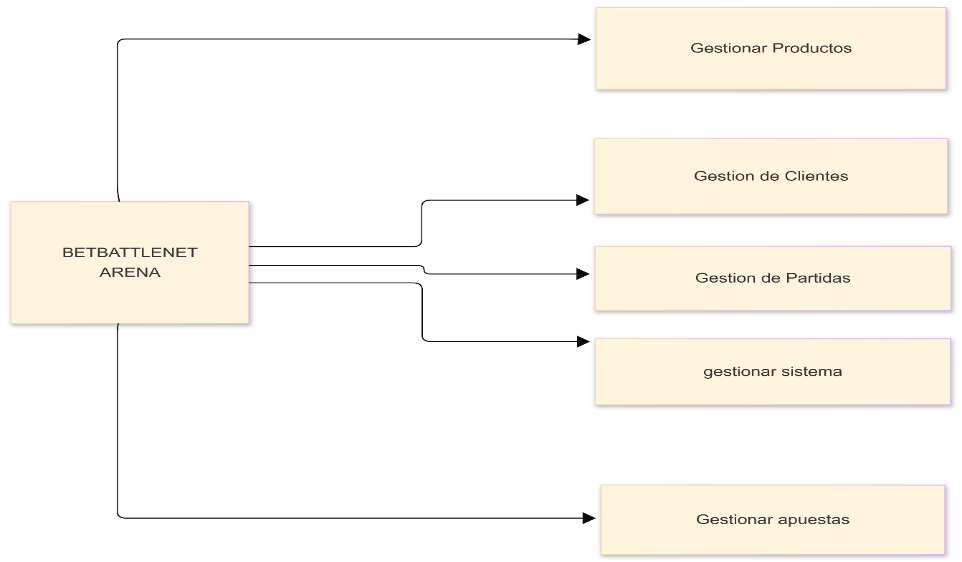 Gestionar Productos
Gestion de Clientes
BETBATTLENET
ARENA
Gestion de Partidas
gestionar sistema
Gestionar apuestas